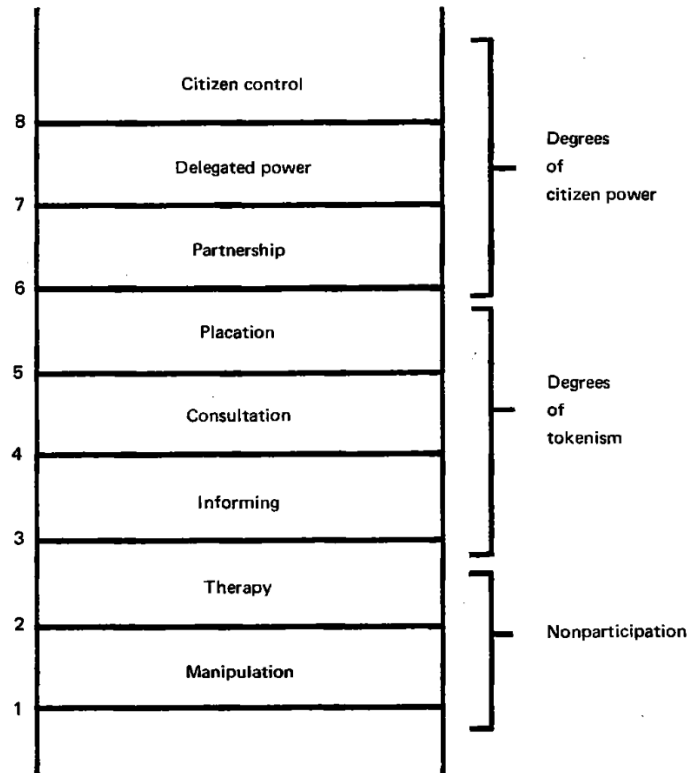 Citizen control
8
Delegated power
7
Partnership
6
Placation
5
Consultation
4
Informing
3
Therapy
2
Manipulation
1
Degrees
of
citizen power
Degrees
of
tokenism
Nonparticipation